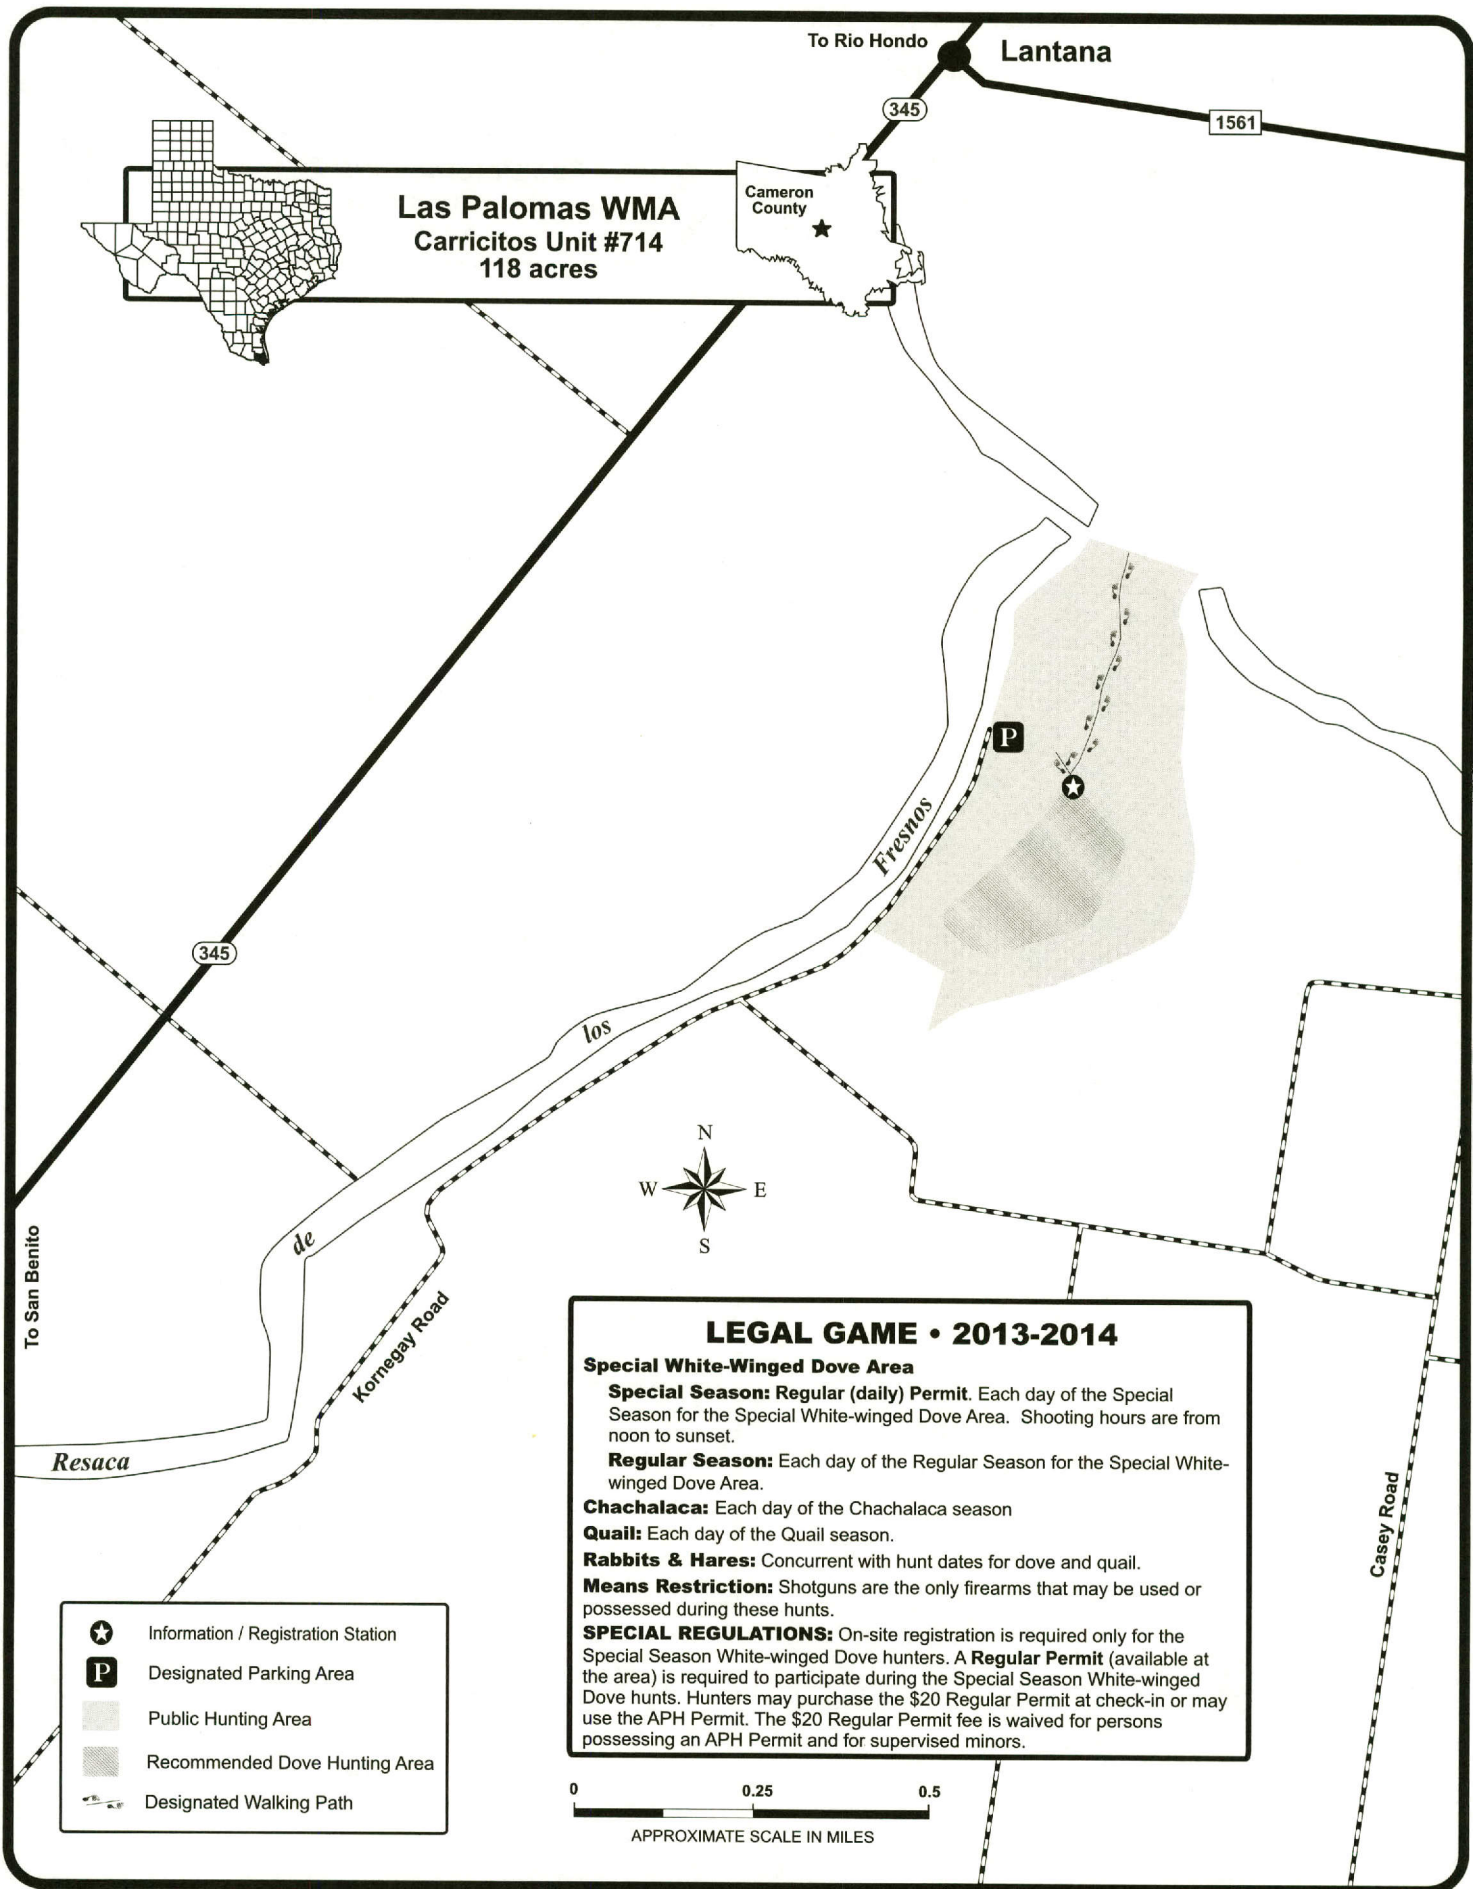 To Rio Hondo
Lantana
345
1561
Las Palomas WMA
Carricitos Unit #714
118 acres
Cameron
County
P
Fresnos
345
los
N
W E
S
de
To San Benito
Kornegay Road
Resaca
Casey Road
LEGAL GAME • 2013-2014
Special White-Winged Dove Area
Special Season: Regular (daily) Permit. Each day of the Special
Season for the Special White-winged Dove Area. Shooting hours are from
noon to sunset.
Regular Season: Each day of the Regular Season for the Special White-
winged Dove Area.
Chachalaca: Each day of the Chachalaca season
Quail: Each day of the Quail season.
Rabbits & Hares: Concurrent with hunt dates for dove and quail.
Means Restriction: Shotguns are the only firearms that may be used or
possessed during these hunts.
SPECIAL REGULATIONS: On-site registration is required only for the
Special Season White-winged Dove hunters. A Regular Permit (available at
the area) is required to participate during the Special Season White-winged
Dove hunts. Hunters may purchase the $20 Regular Permit at check-in or may
use the APH Permit. The $20 Regular Permit fee is waived for persons
possessing an APH Permit and for supervised minors.
Information / Registration Station
P Designated Parking Area
Public Hunting Area
Recommended Dove Hunting Area
Designated Walking Path
0 0.25 0.5
APPROXIMATE SCALE IN MILES